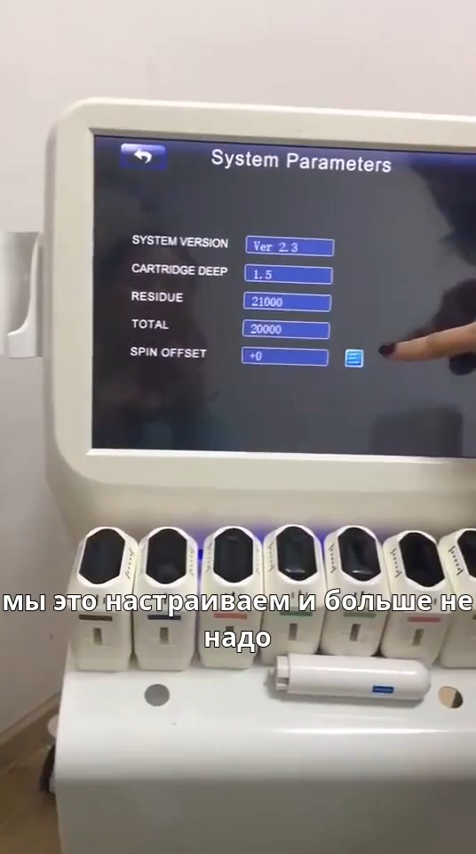 System Parameters
SYSTEM VERSION Ver 2.3
CARTRIDGE DEEP 1.5
RESIDUE 21000
TOTAL 20000
SPIN OFFSET +0
мы это настраиваем и больше не
надо